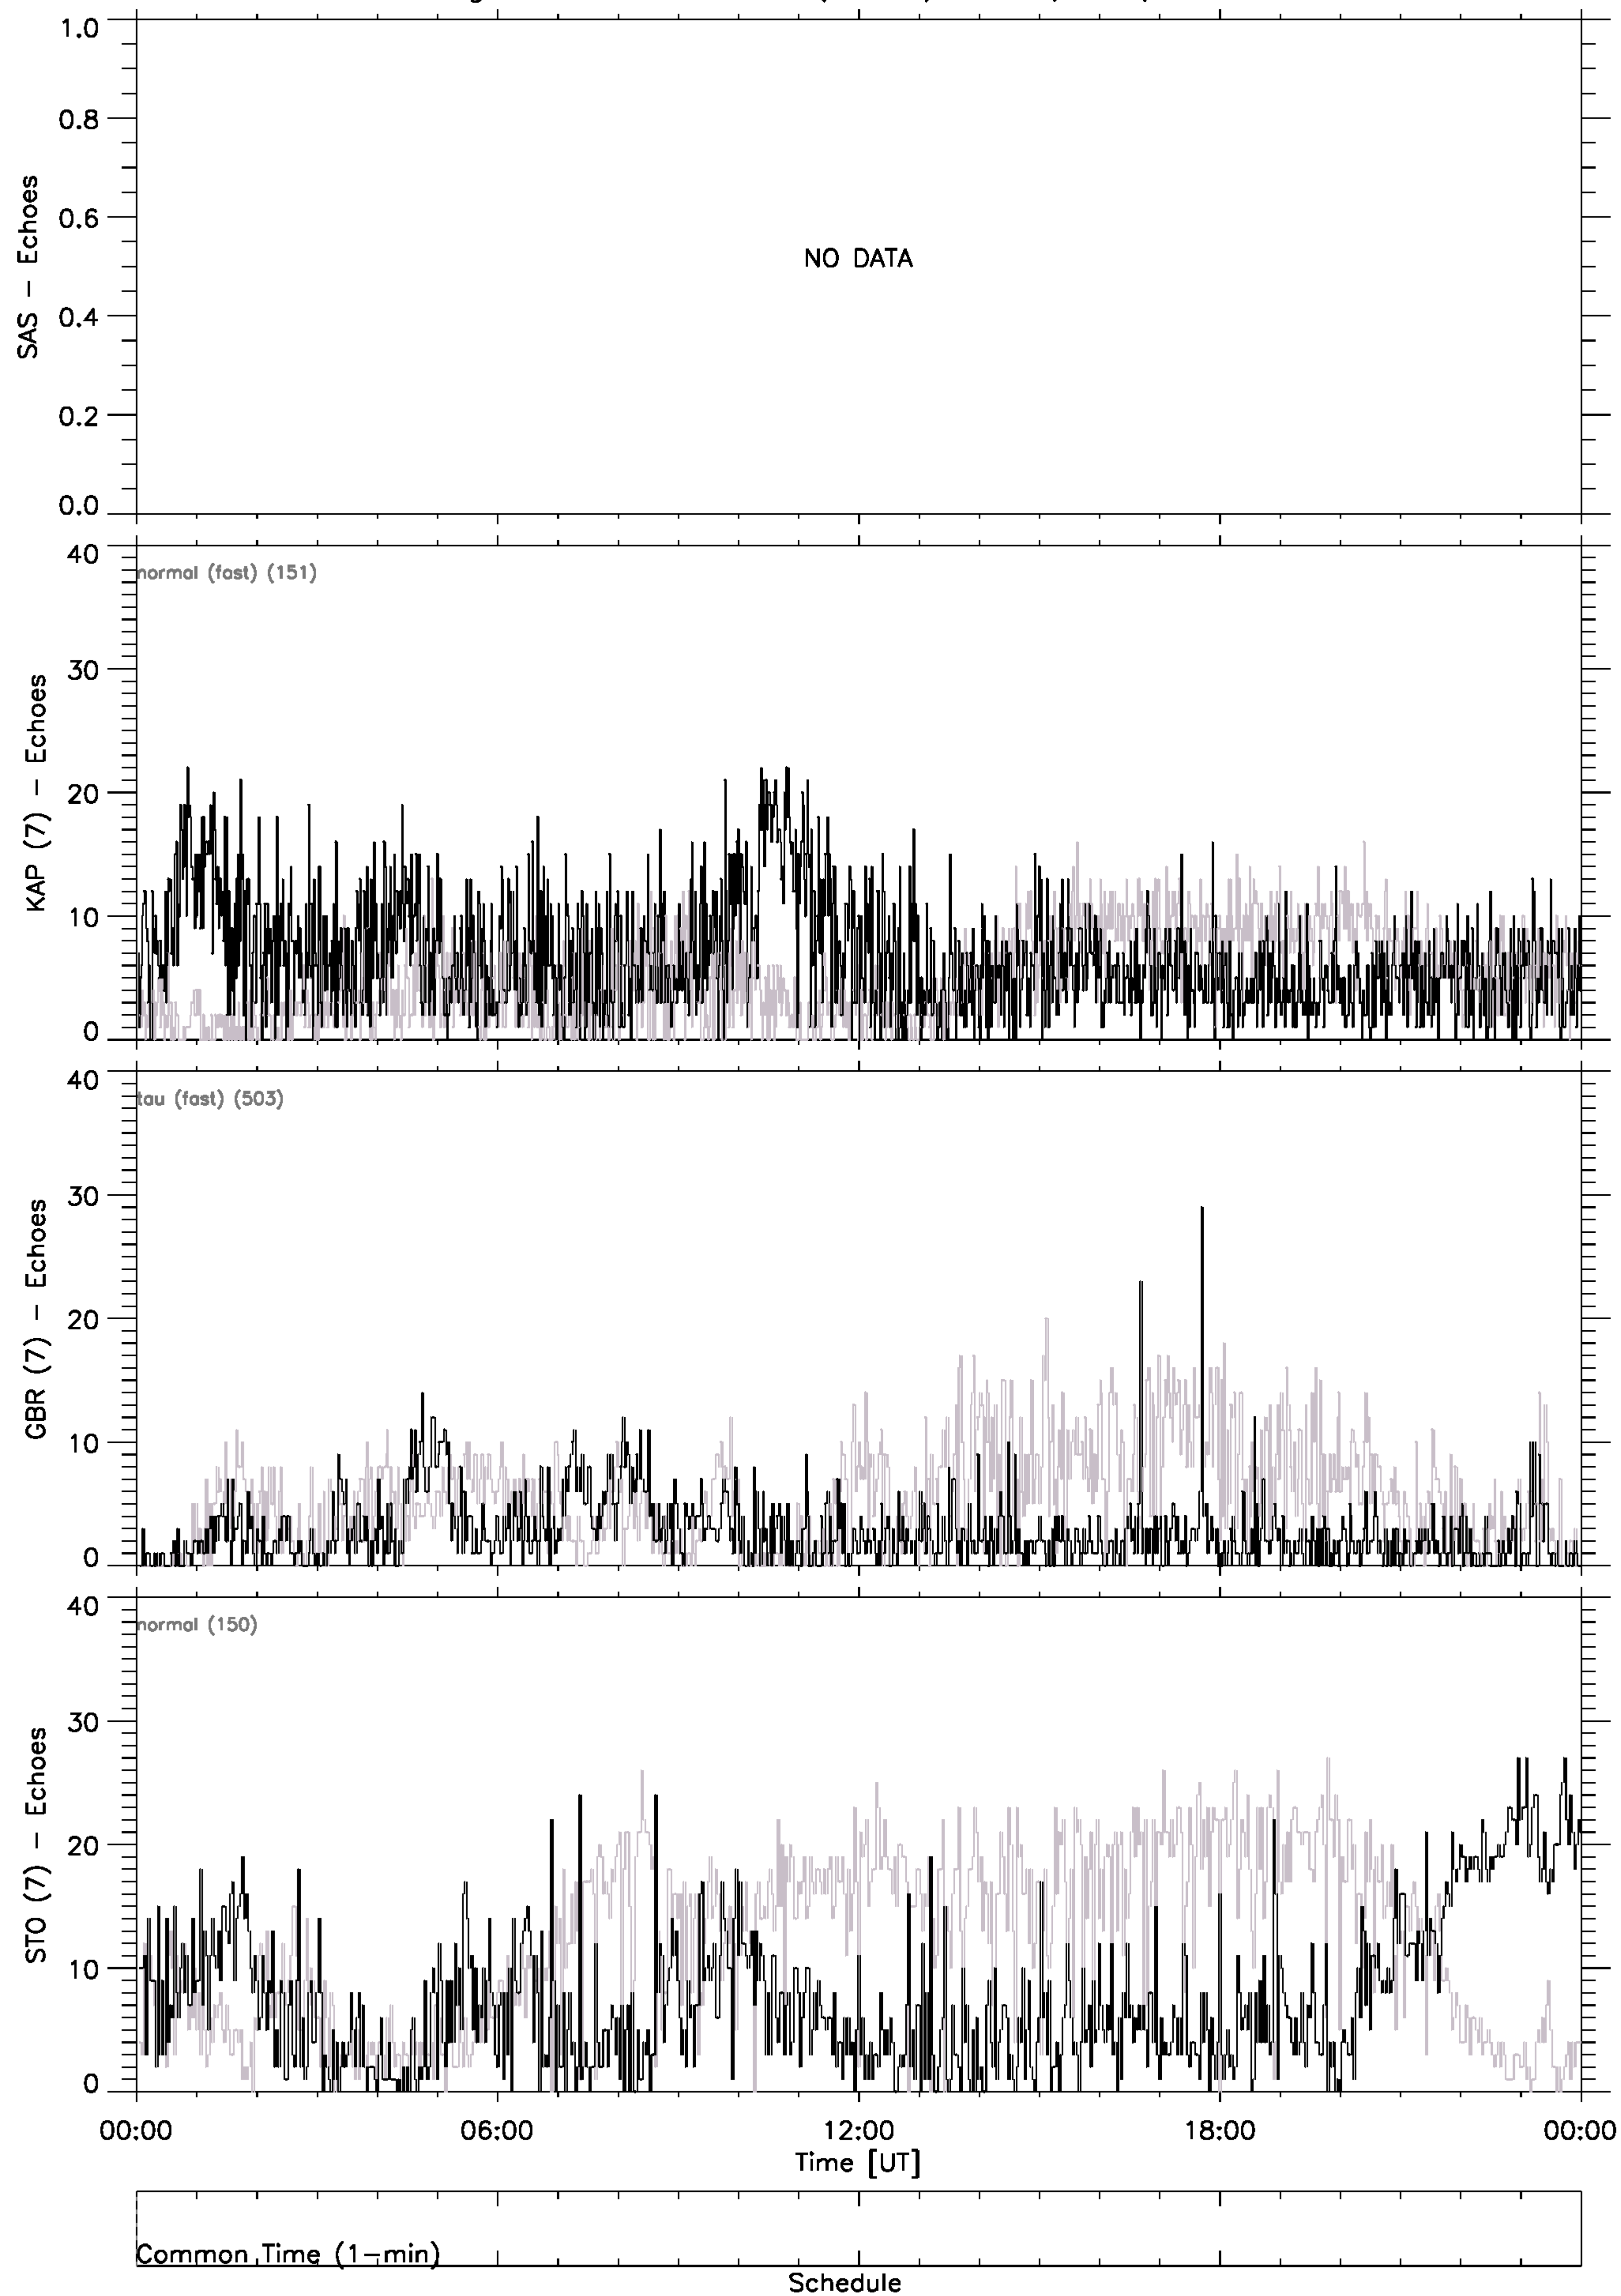 1.0
0.8
0.6
0.4
0.2
0.0
SAS – Echoes
NO DATA
40
30
20
10
0
KAP (7) – Echoes
normal (fast) (151)
40
30
20
10
0
GBR (7) – Echoes
tau (fast) (503)
40
30
20
10
0
STO (7) – Echoes
normal (150)
00:00 06:00 12:00 18:00 00:00
Time [UT]
Common Time (1–min)
Schedule